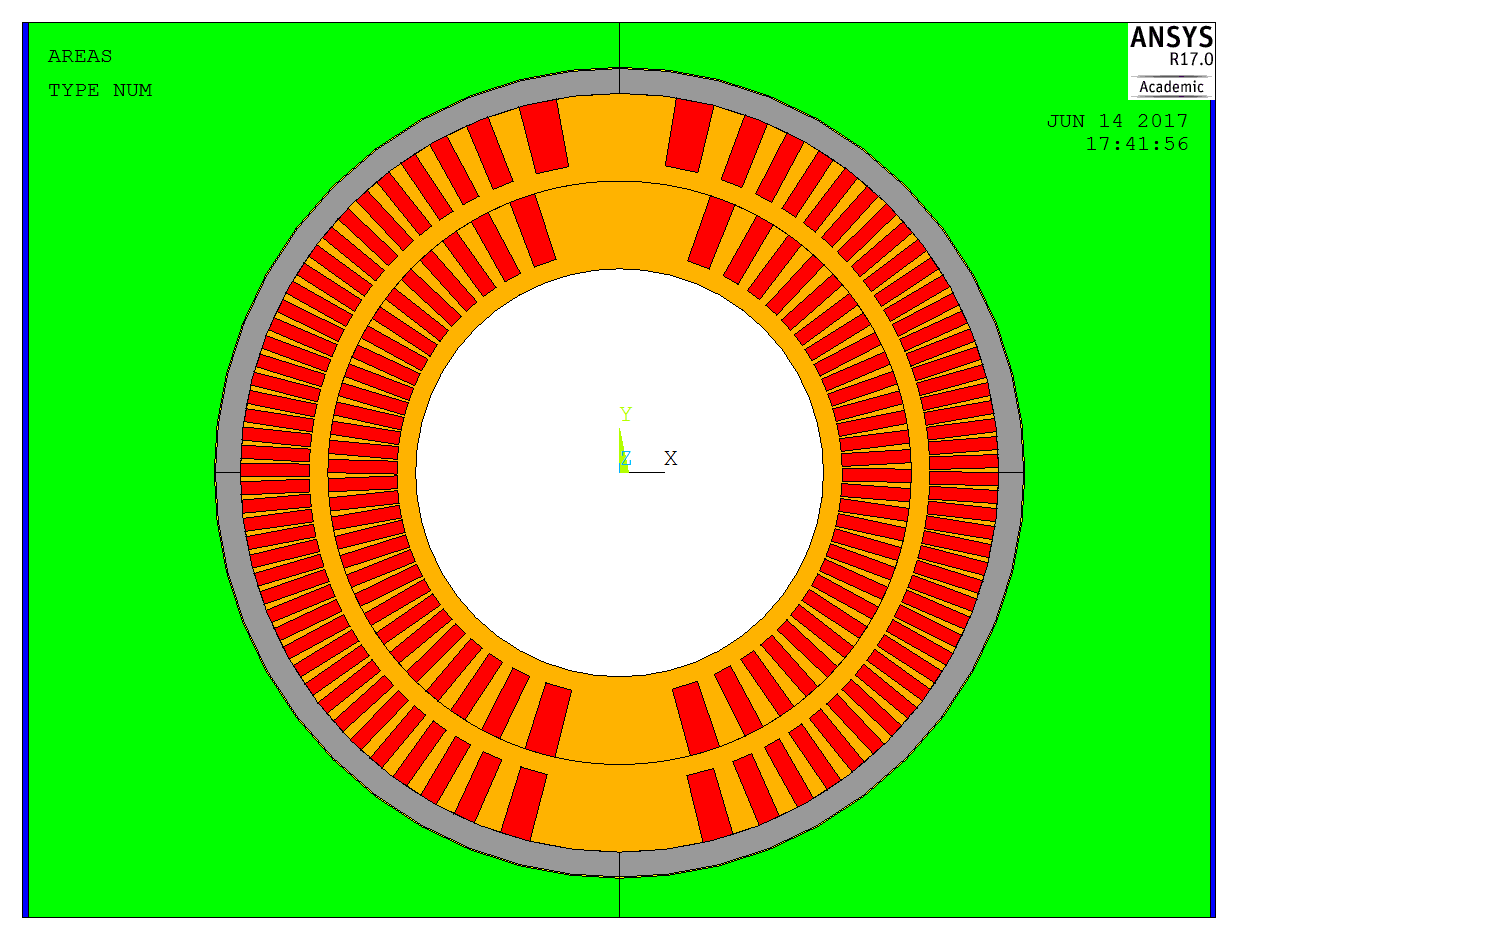 AREAS
TYPE NUM
ANSYS
R17.0
Academic
JUN 14 2017
17:41:56
Y
Z X